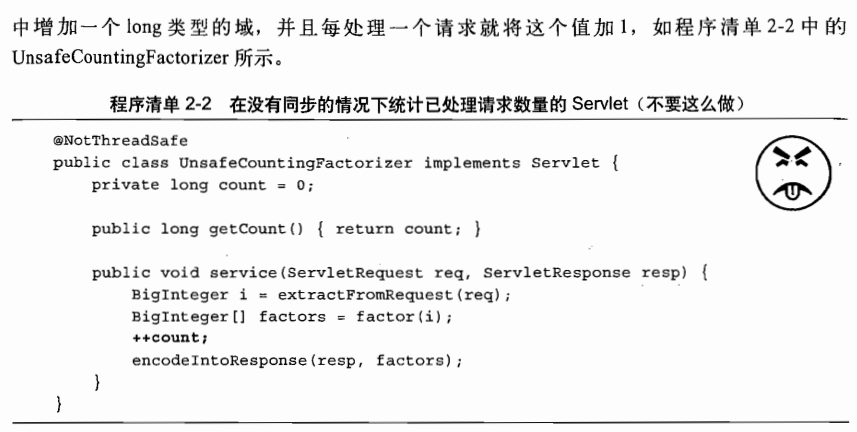 中增加一个 long 类型的域，并且每处理一个请求就将这个值加 1，如程序清单 2-2 中的
UnsafeCountingFactorizer 所示。
程序清单 2-2 在没有同步的情况下统计已处理请求数量的 Servlet（不要这么做）
@NotThreadSafe
public class UnsafeCountingFactorizer implements Servlet {
    private long count = 0;
    public long getCount() { return count; }
    public void service(ServletRequest req, ServletResponse resp) {
        BigInteger i = extractFromRequest(req);
        BigInteger[] factors = factor(i);
        ++count;
        encodeIntoResponse(resp, factors);
    }
}